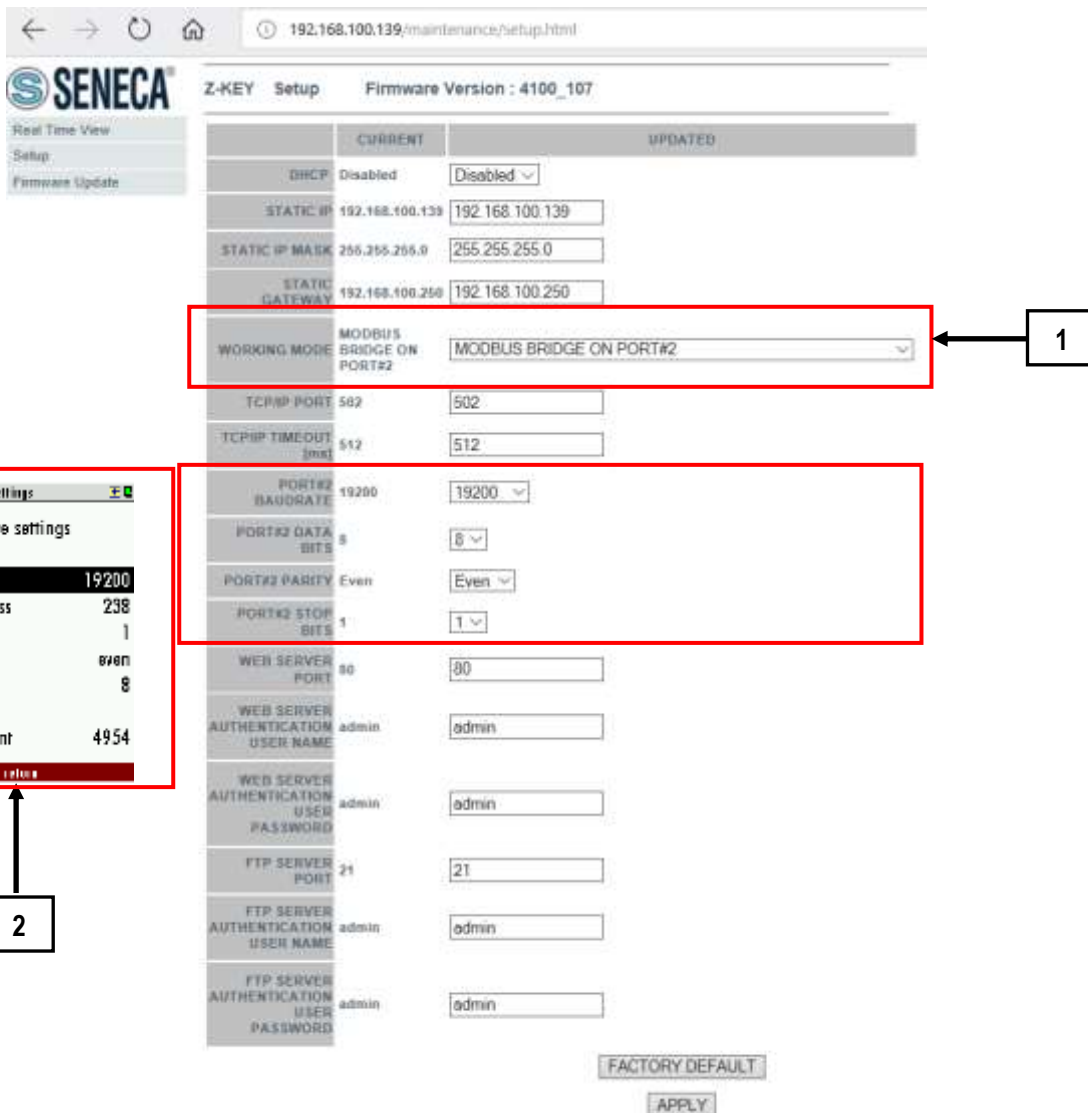 192.168.100.139/maintenance/setup.html
SENECA®
Z-KEY Setup Firmware Version : 4100_107
Real Time View
Setup
Firmware Update
CURRENT UPDATED
DHCP Disabled Disabled
STATIC IP 192.168.100.139 192.168.100.139
STATIC IP MASK 255.255.255.0 255.255.255.0
STATIC
GATEWAY 192.168.100.250 192.168.100.250
WORKING MODE MODBUS BRIDGE ON PORT#2 MODBUS BRIDGE ON PORT#2
1
TCP/IP PORT 502 502
TCP/IP TIMEOUT
[ms] 512 512
PORT#2
BAUDRATE 19200 19200
PORT#2 DATA
BITS 8 8
PORT#2 PARITY Even Even
PORT#2 STOP
BITS 1 1
WEB SERVER
PORT 80 80
WEB SERVER
AUTHENTICATION
USER NAME admin admin
WEB SERVER
AUTHENTICATION
USER
PASSWORD admin admin
FTP SERVER
PORT 21 21
FTP SERVER
AUTHENTICATION
USER NAME admin admin
FTP SERVER
AUTHENTICATION
USER
PASSWORD admin admin
FACTORY DEFAULT
APPLY
ttings
e settings
19200
ss 238
1
even
8
nt 4954
return
2